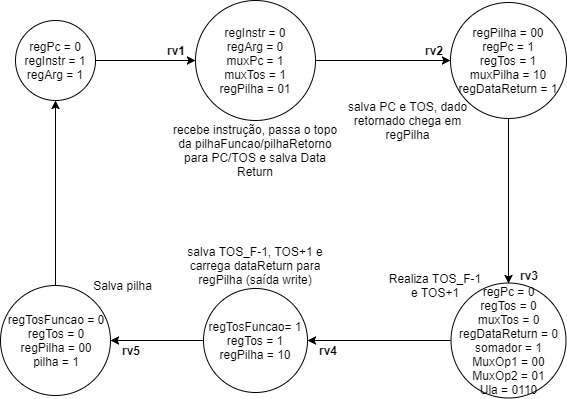 regPc = 0
regInstr = 1
regArg = 1
rv1
regInstr = 0
regArg = 0
muxPc = 1
muxTos = 1
regPilha = 01
recebe instrução, passa o topo
da pilhaFuncao/pilhaRetorno
para PC/TOS e salva Data
Return
rv2
regPilha = 00
regPc = 1
regTos = 1
muxPilha = 10
regDataReturn = 1
salva PC e TOS, dado
retornado chega em
regPilha
rv3
Realiza TOS_F-1
e TOS+1
regPc = 0
regTos = 0
muxTos = 0
regDataReturn = 0
somador = 1
MuxOp1 = 00
MuxOp2 = 01
Ula = 0110
rv4
salva TOS_F-1, TOS+1 e
carrega dataReturn para
regPilha (saída write)
regTosFuncao= 1
regTos = 1
regPilha = 10
rv5
Salva pilha
regTosFuncao = 0
regTos = 0
regPilha = 00
pilha = 1